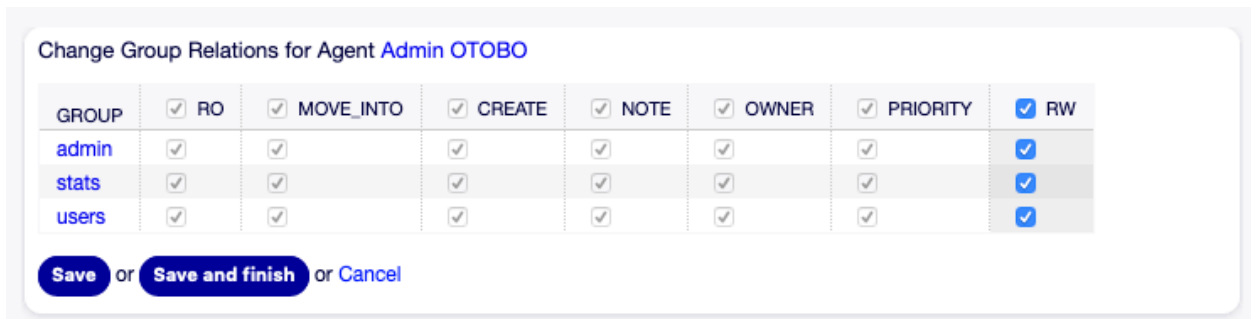 Change Group Relations for Agent Admin OTOBO
GROUP RO MOVE_INTO CREATE NOTE OWNER PRIORITY RW
admin
stats
users
Save or Save and finish or Cancel